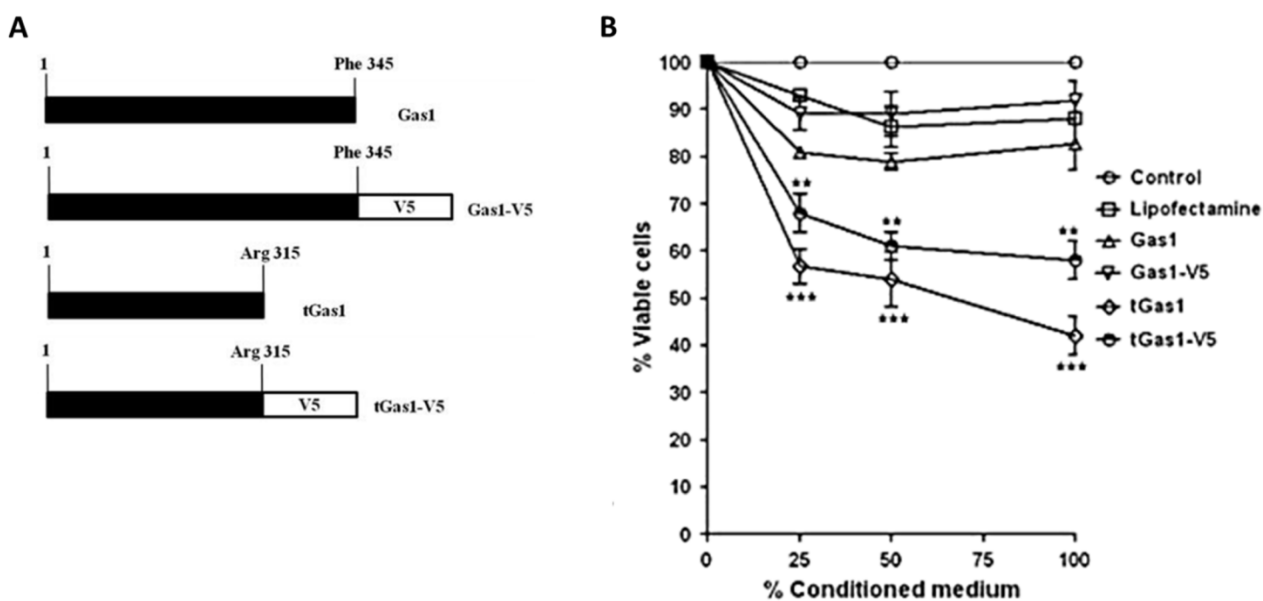 A
1
Phe 345
Gas1
1
Phe 345
V5
Gas1-V5
1
Arg 315
tGas1
1
Arg 315
V5
tGas1-V5
B
100
90
80
70
60
50
40
30
20
10
0
% Viable cells
**
**
**
***
***
***
0
25
50
75
100
% Conditioned medium
Control
Lipofectamine
Gas1
Gas1-V5
tGas1
tGas1-V5